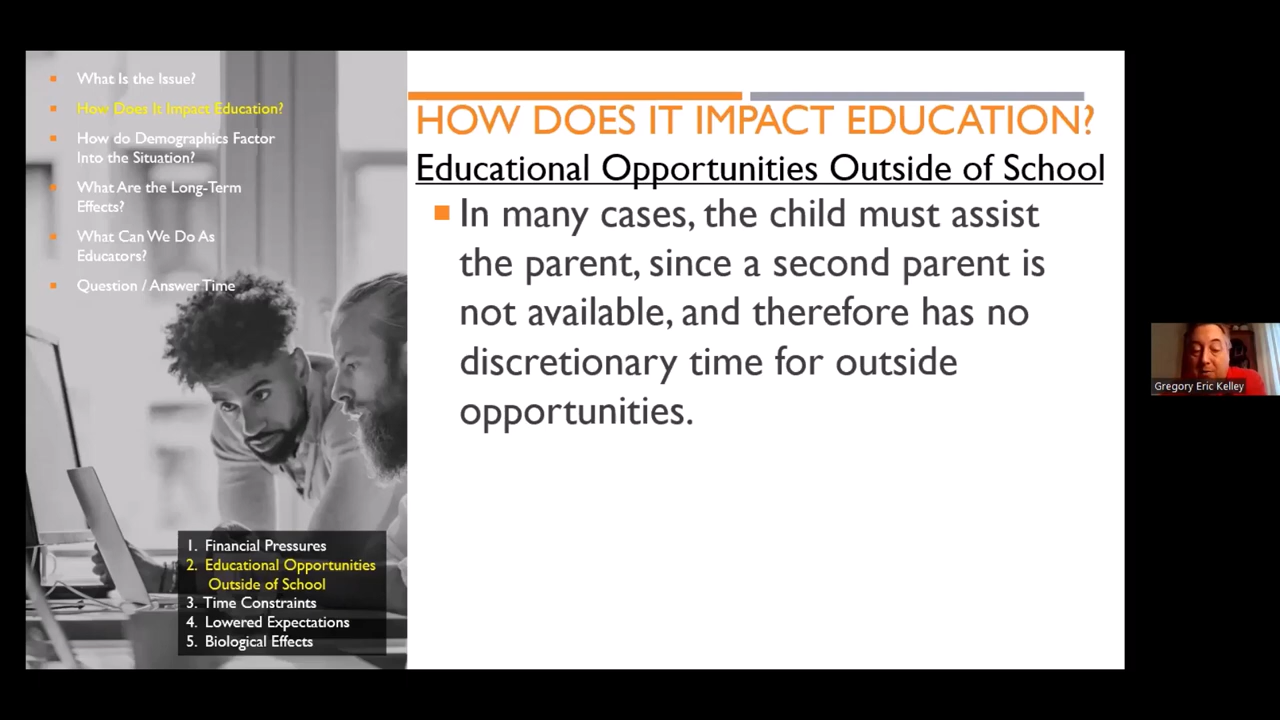 What Is the Issue?
How Does It Impact Education?
How do Demographics Factor
Into the Situation?
What Are the Long-Term
Effects?
What Can We Do As
Educators?
Question / Answer Time
1. Financial Pressures
2. Educational Opportunities
Outside of School
3. Time Constraints
4. Lowered Expectations
5. Biological Effects
HOW DOES IT IMPACT EDUCATION?
Educational Opportunities Outside of School
In many cases, the child must assist
the parent, since a second parent is
not available, and therefore has no
discretionary time for outside
opportunities.
Gregory Eric Kelley